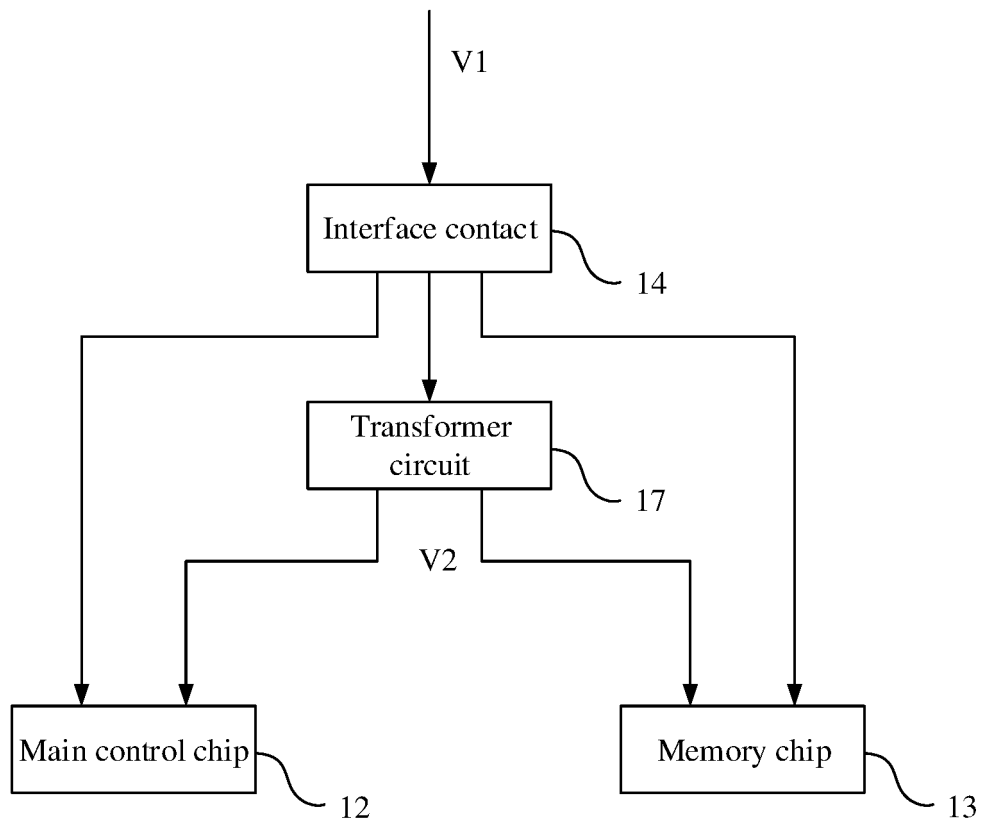 V1
Interface contact
14
Transformer
circuit
17
V2
Main control chip
12
Memory chip
13